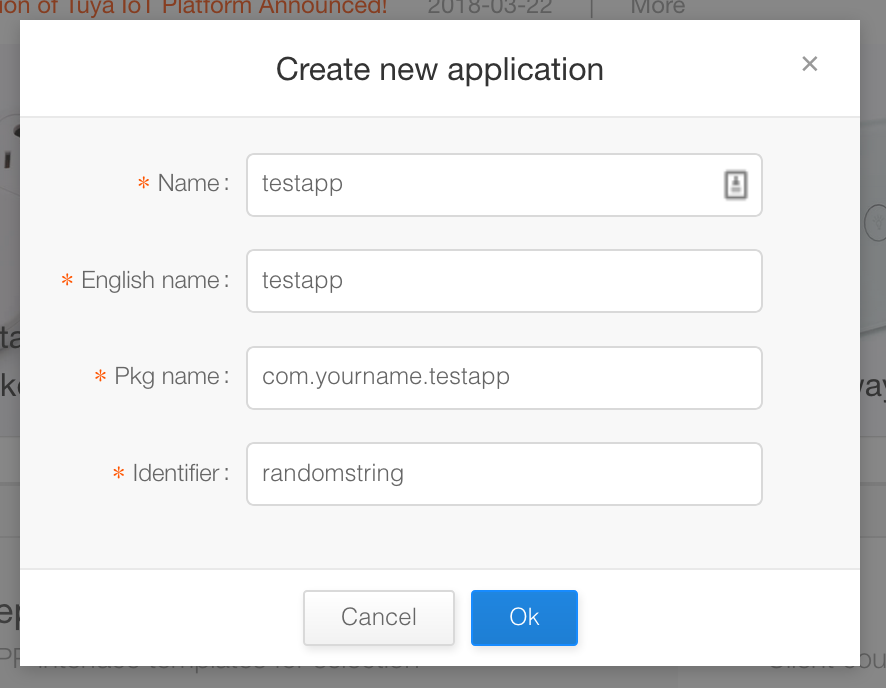 ion of Tuya IoT Platform Announced! 2018-03-22 | More
Create new application
×
* Name :
testapp
* English name :
testapp
* Pkg name :
com.yourname.testapp
* Identifier :
randomstring
Cancel
Ok